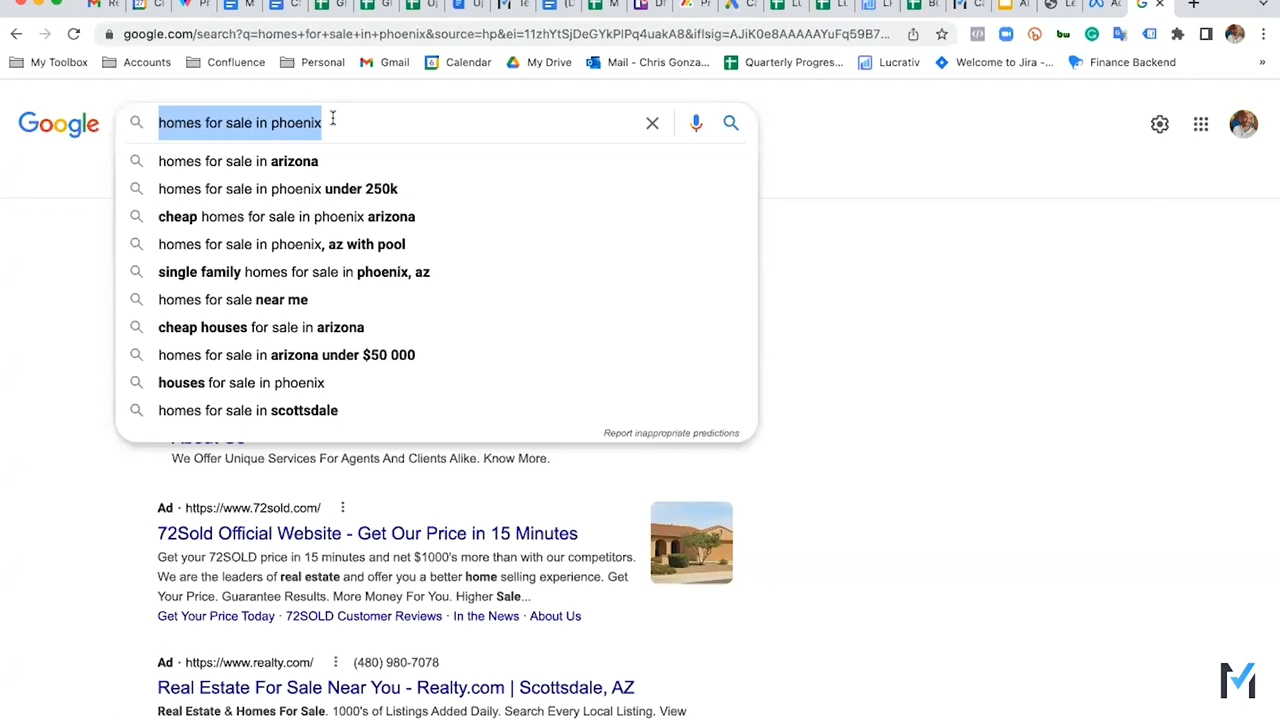 google.com/search?q=homes+for+sale+in+phoenix&source=hp&ei=11zhYtSjDeGYkPIPq4uakA8&iflsig=AJiK0e8AAAAAYuFq59B7...
My Toolbox
Accounts
Confluence
Personal
Gmail
Calendar
My Drive
Mail - Chris Gonza...
Quarterly Progres...
Lucrativ
Welcome to Jira -...
Finance Backend
»
Google
homes for sale in phoenix
homes for sale in arizona
homes for sale in phoenix under 250k
cheap homes for sale in phoenix arizona
homes for sale in phoenix, az with pool
single family homes for sale in phoenix, az
homes for sale near me
cheap houses for sale in arizona
homes for sale in arizona under $50 000
houses for sale in phoenix
homes for sale in scottsdale
Report inappropriate predictions
About Us
We Offer Unique Services For Agents And Clients Alike. Know More.
Ad · https://www.72sold.com/
72Sold Official Website - Get Our Price in 15 Minutes
Get your 72SOLD price in 15 minutes and net $1000's more than with our competitors.
We are the leaders of real estate and offer you a better home selling experience. Get
Your Price. Guarantee Results. More Money For You. Higher Sale...
Get Your Price Today · 72SOLD Customer Reviews · In the News · About Us
Ad · https://www.realty.com/ (480) 980-7078
Real Estate For Sale Near You - Realty.com | Scottsdale, AZ
Real Estate & Homes For Sale. 1000's of Listings Added Daily. Search Every Local Listing. View